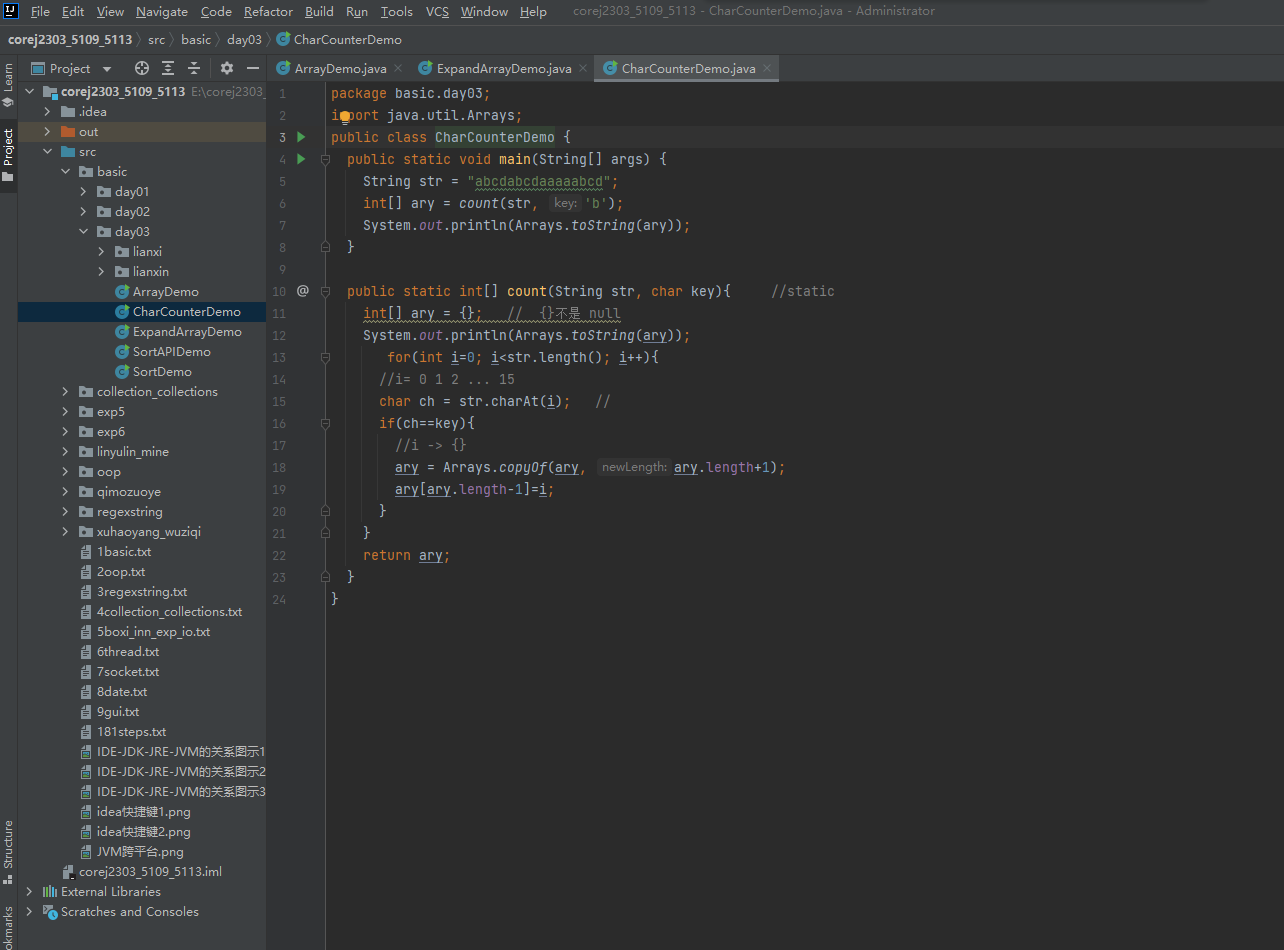 File Edit View Navigate Code Refactor Build Run Tools VCS Window Help corej2303_5109_5113 - CharCounterDemo.java - Administrator
corej2303_5109_5113 src basic day03 CharCounterDemo
Project
ArrayDemo.java ExpandArrayDemo.java CharCounterDemo.java
Learn
Project
Structure
corej2303_5109_5113 E:\corej2303_
.idea
out
src
basic
day01
day02
day03
lianxi
lianxin
ArrayDemo
CharCounterDemo
ExpandArrayDemo
SortAPIDemo
SortDemo
collection_collections
exp5
exp6
linyulin_mine
oop
qimozuoye
regexstring
xuhaoyang_wuziqi
1basic.txt
2oop.txt
3regexstring.txt
4collection_collections.txt
5boxi_inn_exp_io.txt
6thread.txt
7socket.txt
8date.txt
9gui.txt
181steps.txt
IDE-JDK-JRE-JVM的关系图示1
IDE-JDK-JRE-JVM的关系图示2
IDE-JDK-JRE-JVM的关系图示3
idea快捷键1.png
idea快捷键2.png
JVM跨平台.png
corej2303_5109_5113.iml
External Libraries
Scratches and Consoles
1 package basic.day03;
2 import java.util.Arrays;
3 public class CharCounterDemo {
4 public static void main(String[] args) {
5 String str = "abcdabcdaaaaabcd";
6 int[] ary = count(str, key: 'b');
7 System.out.println(Arrays.toString(ary));
8 }
9
10 @ public static int[] count(String str, char key){ //static
11 int[] ary = {}; // {}不是 null
12 System.out.println(Arrays.toString(ary));
13 for(int i=0; i<str.length(); i++){
14 //i= 0 1 2 ... 15
15 char ch = str.charAt(i); //
16 if(ch==key){
17 //i -> {}
18 ary = Arrays.copyOf(ary, newLength: ary.length+1);
19 ary[ary.length-1]=i;
20 }
21 }
22 return ary;
23 }
24 }